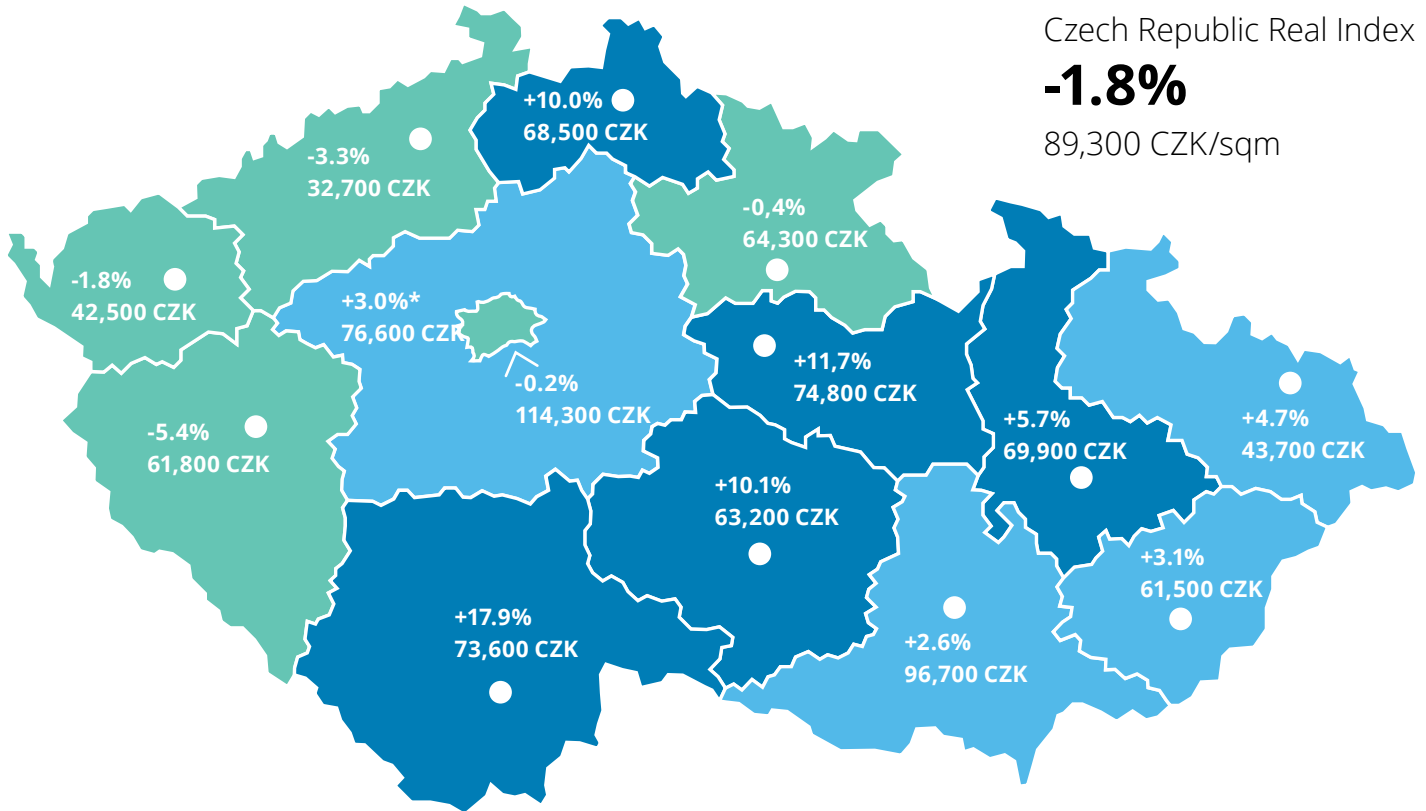 Czech Republic Real Index
-1.8%
89,300 CZK/sqm
+10.0%
68,500 CZK
-3.3%
32,700 CZK
-0,4%
64,300 CZK
-1.8%
42,500 CZK
+3.0%*
76,600 CZK
-0.2%
114,300 CZK
+11,7%
74,800 CZK
-5.4%
61,800 CZK
+5.7%
69,900 CZK
+4.7%
43,700 CZK
+10.1%
63,200 CZK
+3.1%
61,500 CZK
+17.9%
73,600 CZK
+2.6%
96,700 CZK